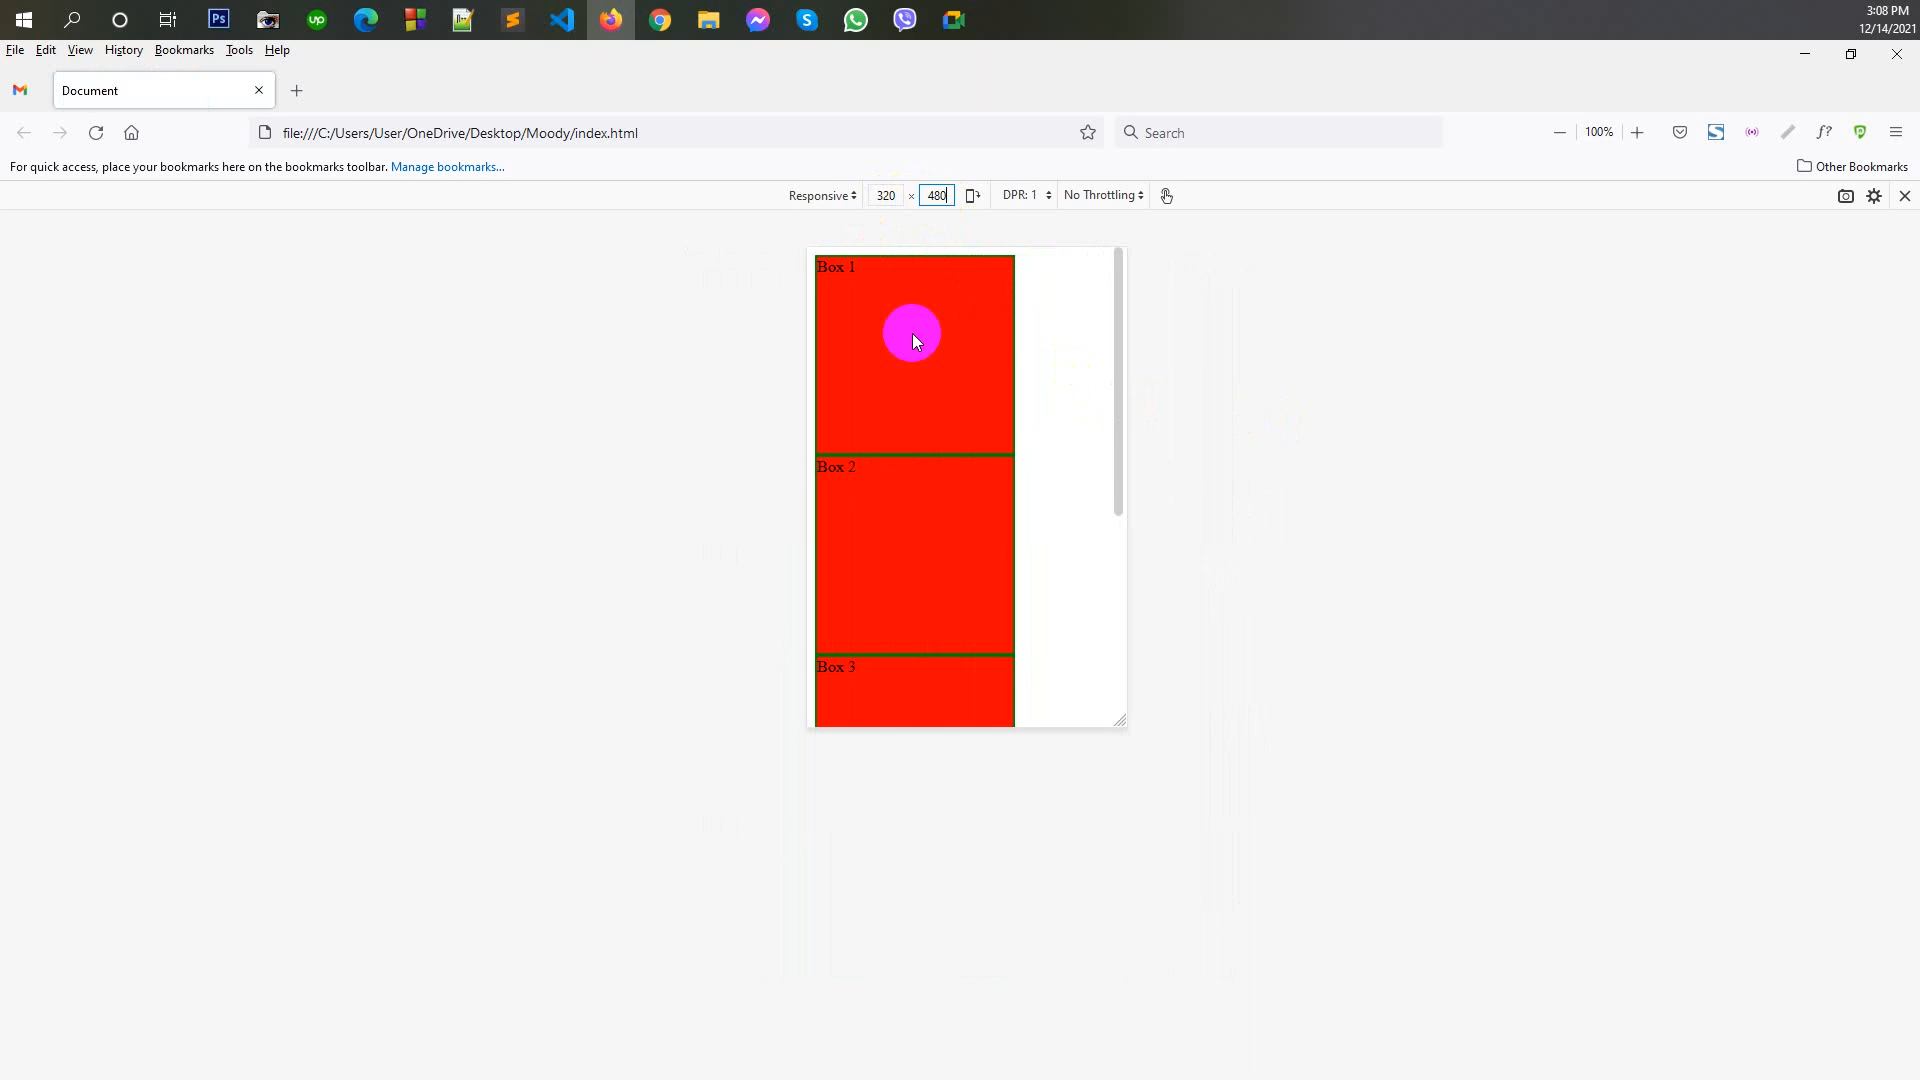 Ps
up
S
3:08 PM
12/14/2021
File Edit View History Bookmarks Tools Help
Document
file:///C:/Users/User/OneDrive/Desktop/Moody/index.html
Search
100%
S
f?
For quick access, place your bookmarks here on the bookmarks toolbar. Manage bookmarks...
Other Bookmarks
Responsive 320 × 480 DPR: 1 No Throttling
Box 1
Box 2
Box 3